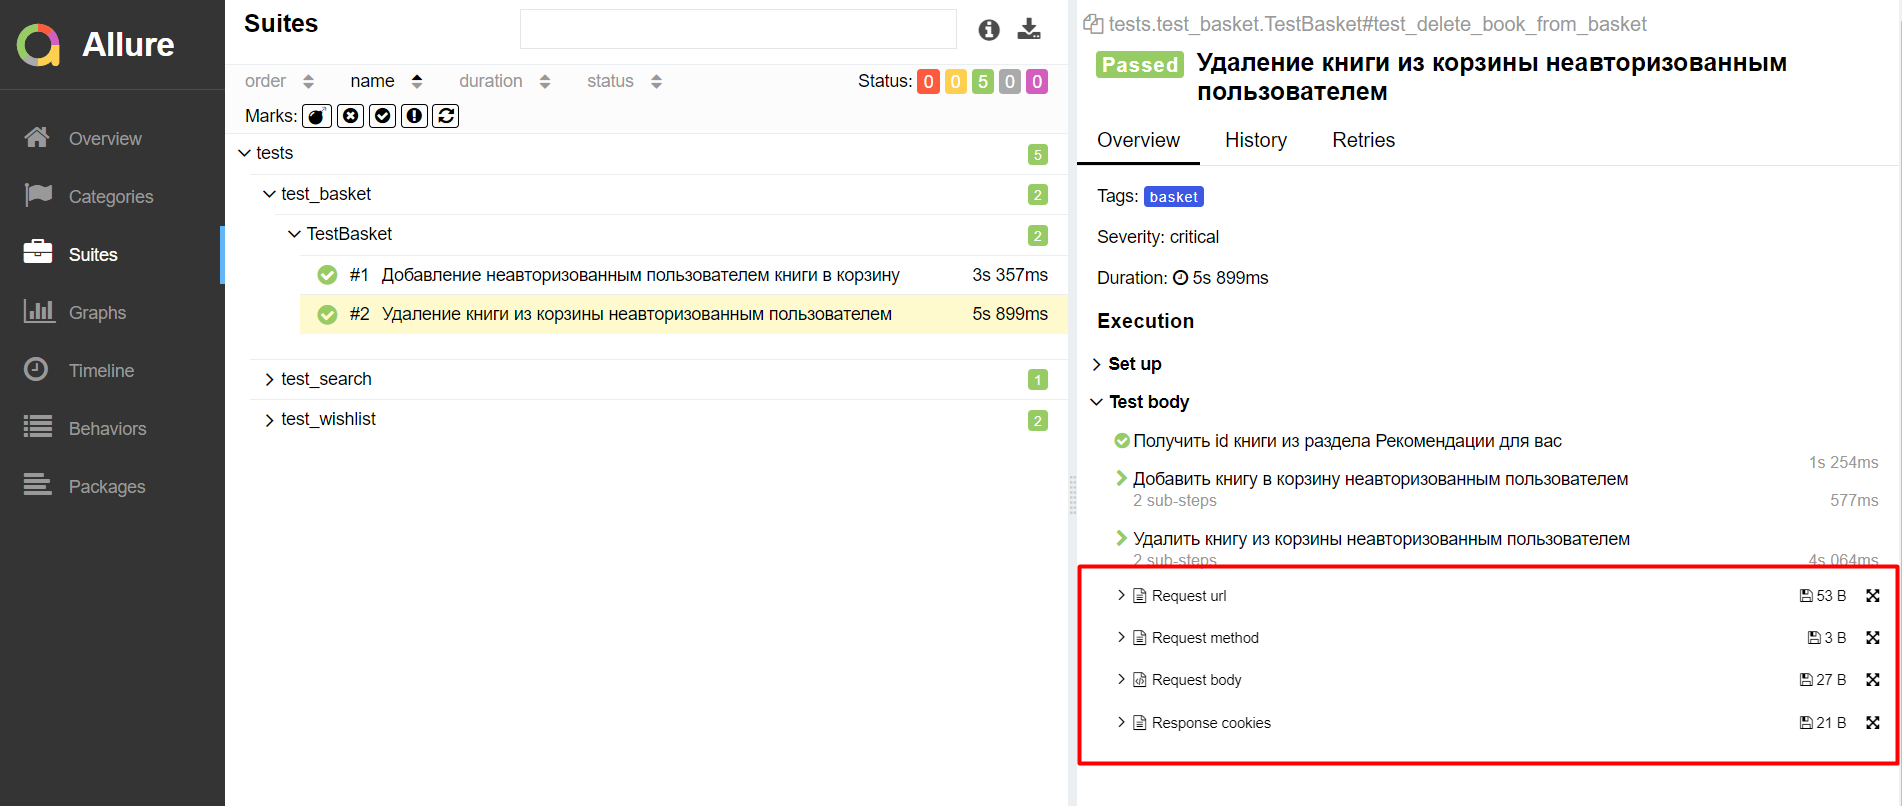 Allure
Overview
Categories
Suites
Graphs
Timeline
Behaviors
Packages
Suites
order name duration status Status: 0 0 5 0 0
Marks:
tests 5
test_basket 2
TestBasket 2
#1 Добавление неавторизованным пользователем книги в корзину 3s 357ms
#2 Удаление книги из корзины неавторизованным пользователем 5s 899ms
test_search 1
test_wishlist 2
tests.test_basket.TestBasket#test_delete_book_from_basket
Passed Удаление книги из корзины неавторизованным
пользователем
Overview History Retries
Tags: basket
Severity: critical
Duration: 5s 899ms
Execution
Set up
Test body
Получить id книги из раздела Рекомендации для вас
1s 254ms
Добавить книгу в корзину неавторизованным пользователем
2 sub-steps 577ms
Удалить книгу из корзины неавторизованным пользователем
2 sub-steps 4s 064ms
Request url 53 B
Request method 3 B
Request body 27 B
Response cookies 21 B